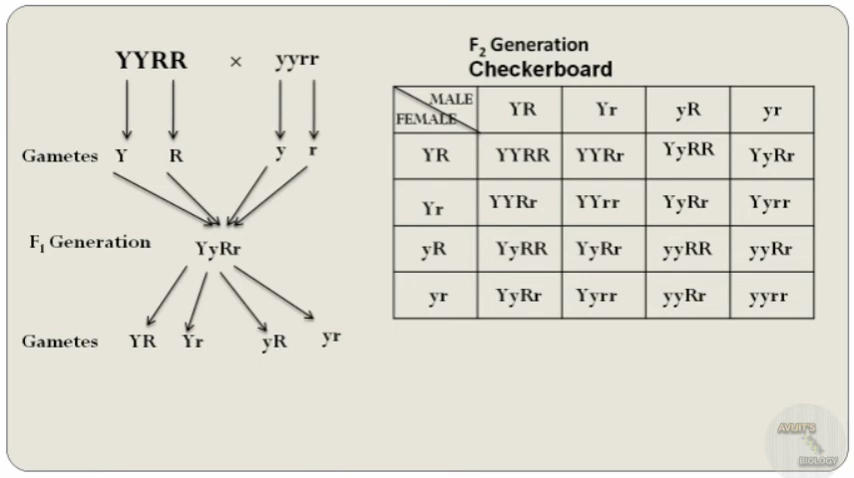 YYRR × yyrr
Gametes Y R y r
F1 Generation YyRr
Gametes YR Yr yR yr
F2 Generation
Checkerboard
MALE
FEMALE
YR Yr yR yr
YR YYRR YYRr YyRR YyRr
Yr YYRr YYrr YyRr Yyrr
yR YyRR YyRr yyRR yyRr
yr YyRr Yyrr yyRr yyrr
AVIJIT'S
BIOLOGY